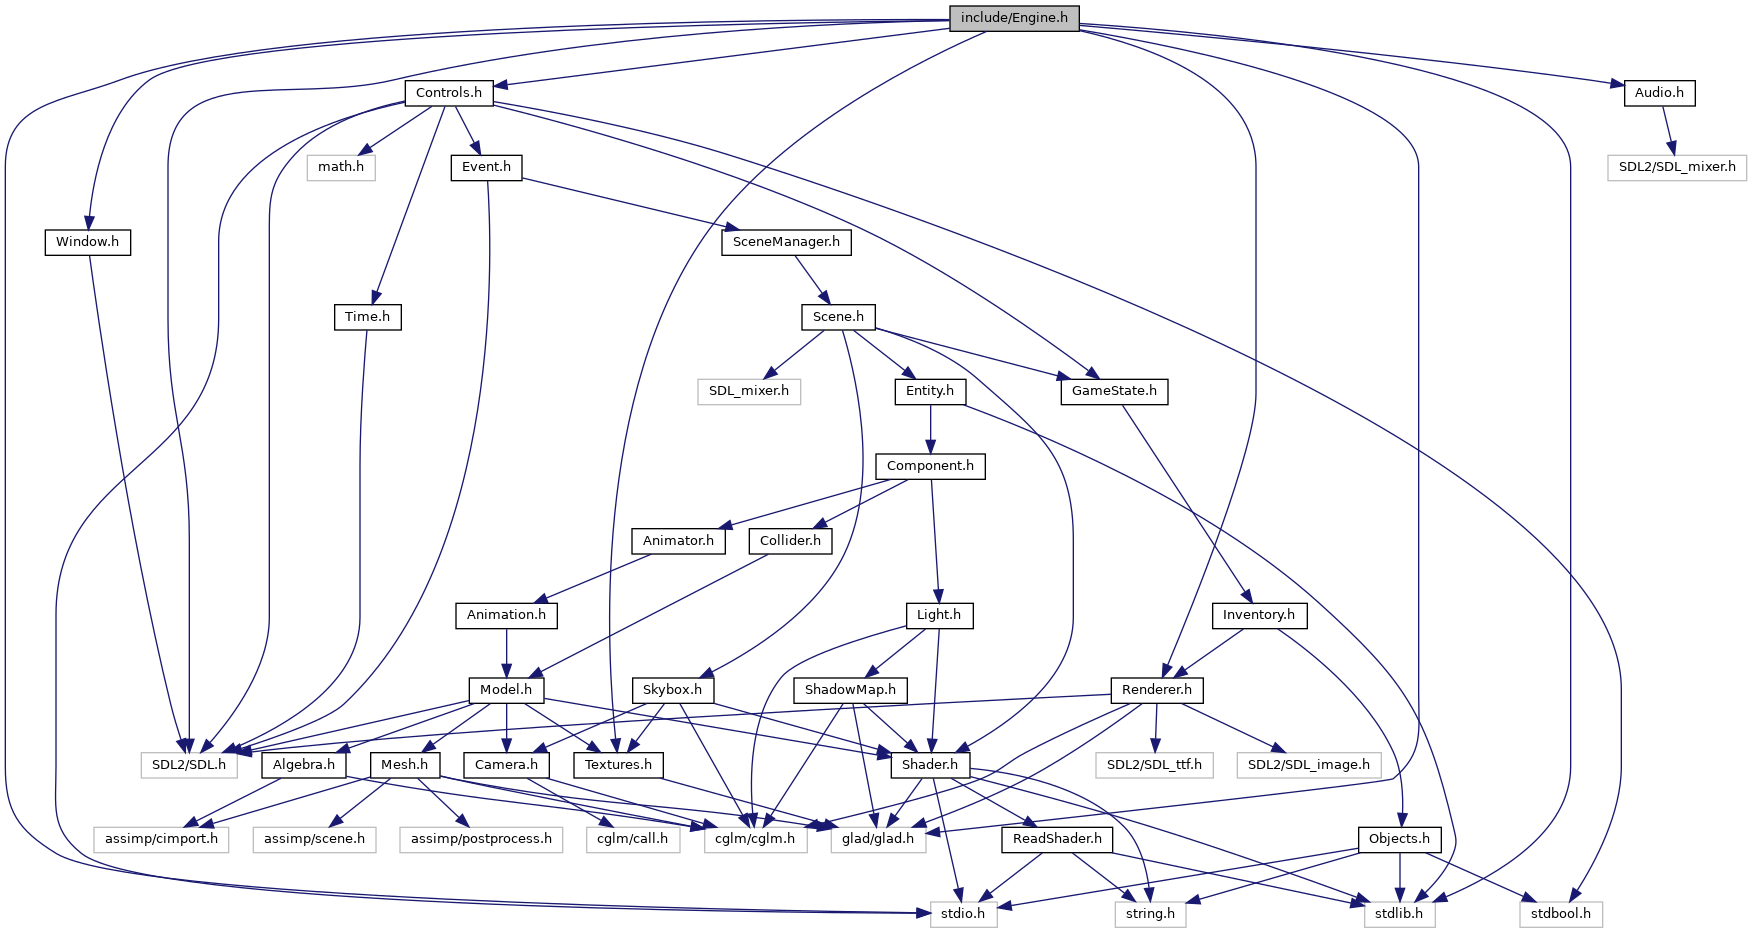 include/Engine.h
Controls.h
Audio.h
math.h
Event.h
SDL2/SDL_mixer.h
Window.h
SceneManager.h
Time.h
Scene.h
SDL_mixer.h
Entity.h
GameState.h
Component.h
Animator.h
Collider.h
Animation.h
Light.h
Inventory.h
Model.h
Skybox.h
ShadowMap.h
Renderer.h
SDL2/SDL.h
Algebra.h
Mesh.h
Camera.h
Textures.h
Shader.h
SDL2/SDL_ttf.h
SDL2/SDL_image.h
assimp/cimport.h
assimp/scene.h
assimp/postprocess.h
cglm/call.h
cglm/cglm.h
glad/glad.h
ReadShader.h
Objects.h
stdio.h
string.h
stdlib.h
stdbool.h